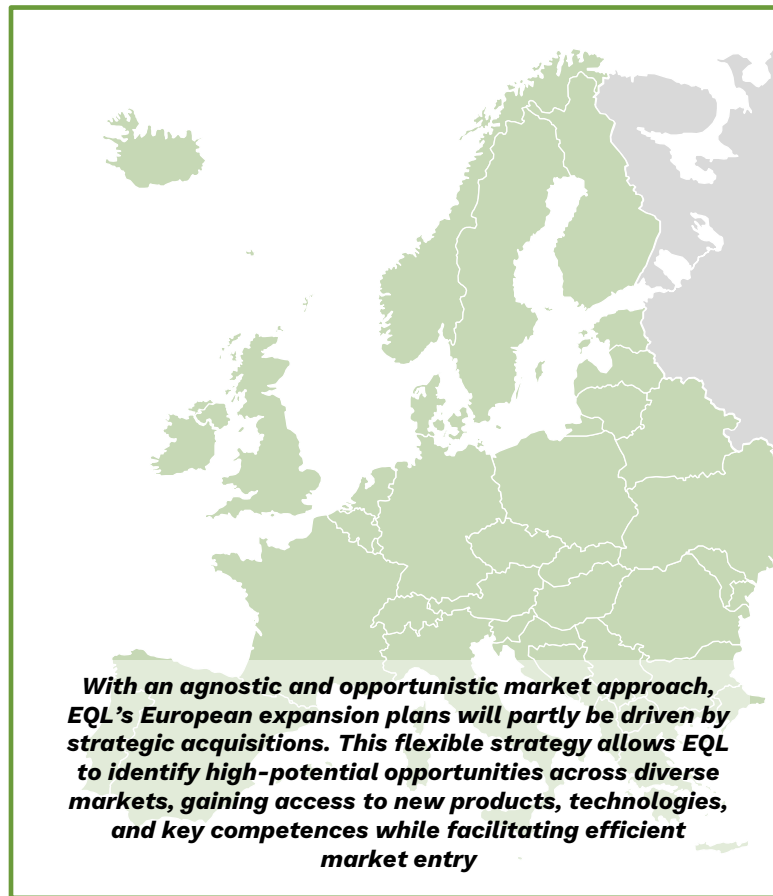 With an agnostic and opportunistic market approach,
EQL’s European expansion plans will partly be driven by
strategic acquisitions. This flexible strategy allows EQL
to identify high-potential opportunities across diverse
markets, gaining access to new products, technologies,
and key competences while facilitating efficient
market entry